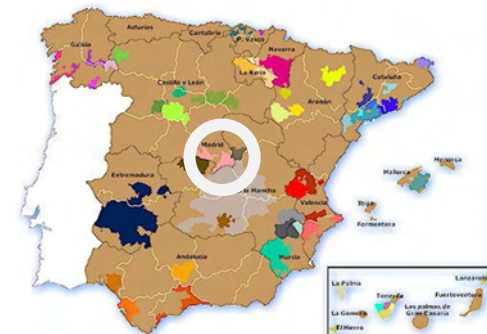 Asturias
Cantabria
P. Vasco
Galicia
Navarra
La Rioja
Cataluña
Castilla y León
Aragón
Madrid
Menorca
Mallorca
Extremadura
la Mancha
Valencia
Ibiza
Formentera
Andalucía
Murcia
La Palma
Lanzarote
Tenerife
Fuerteventura
La Gomera
Las palmas de
Gran Canaria
El Hierro